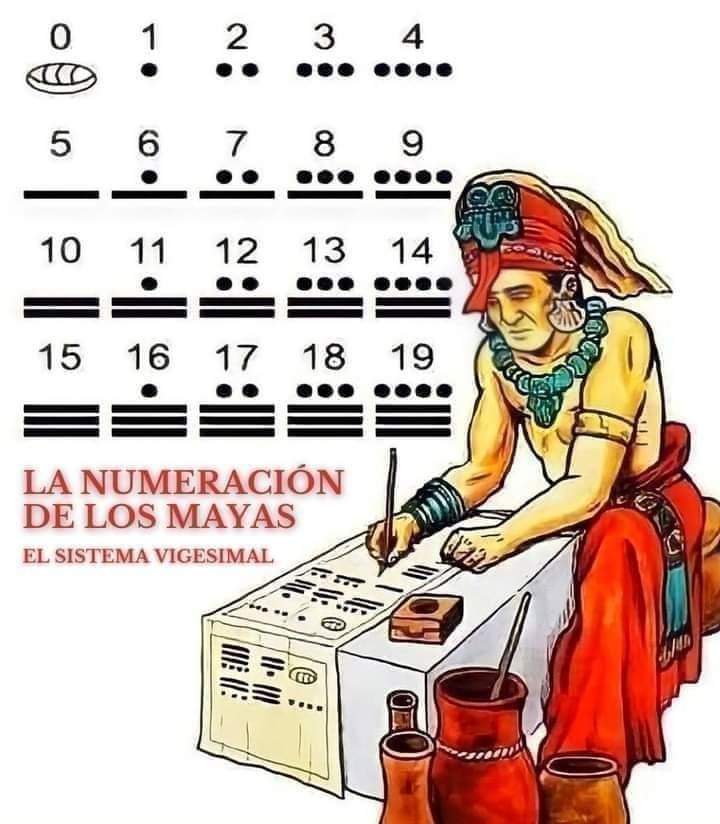 0 1 2 3 4
5 6 7 8 9
10 11 12 13 14
15 16 17 18 19
LA NUMERACIÓN
DE LOS MAYAS
EL SISTEMA VIGESIMAL